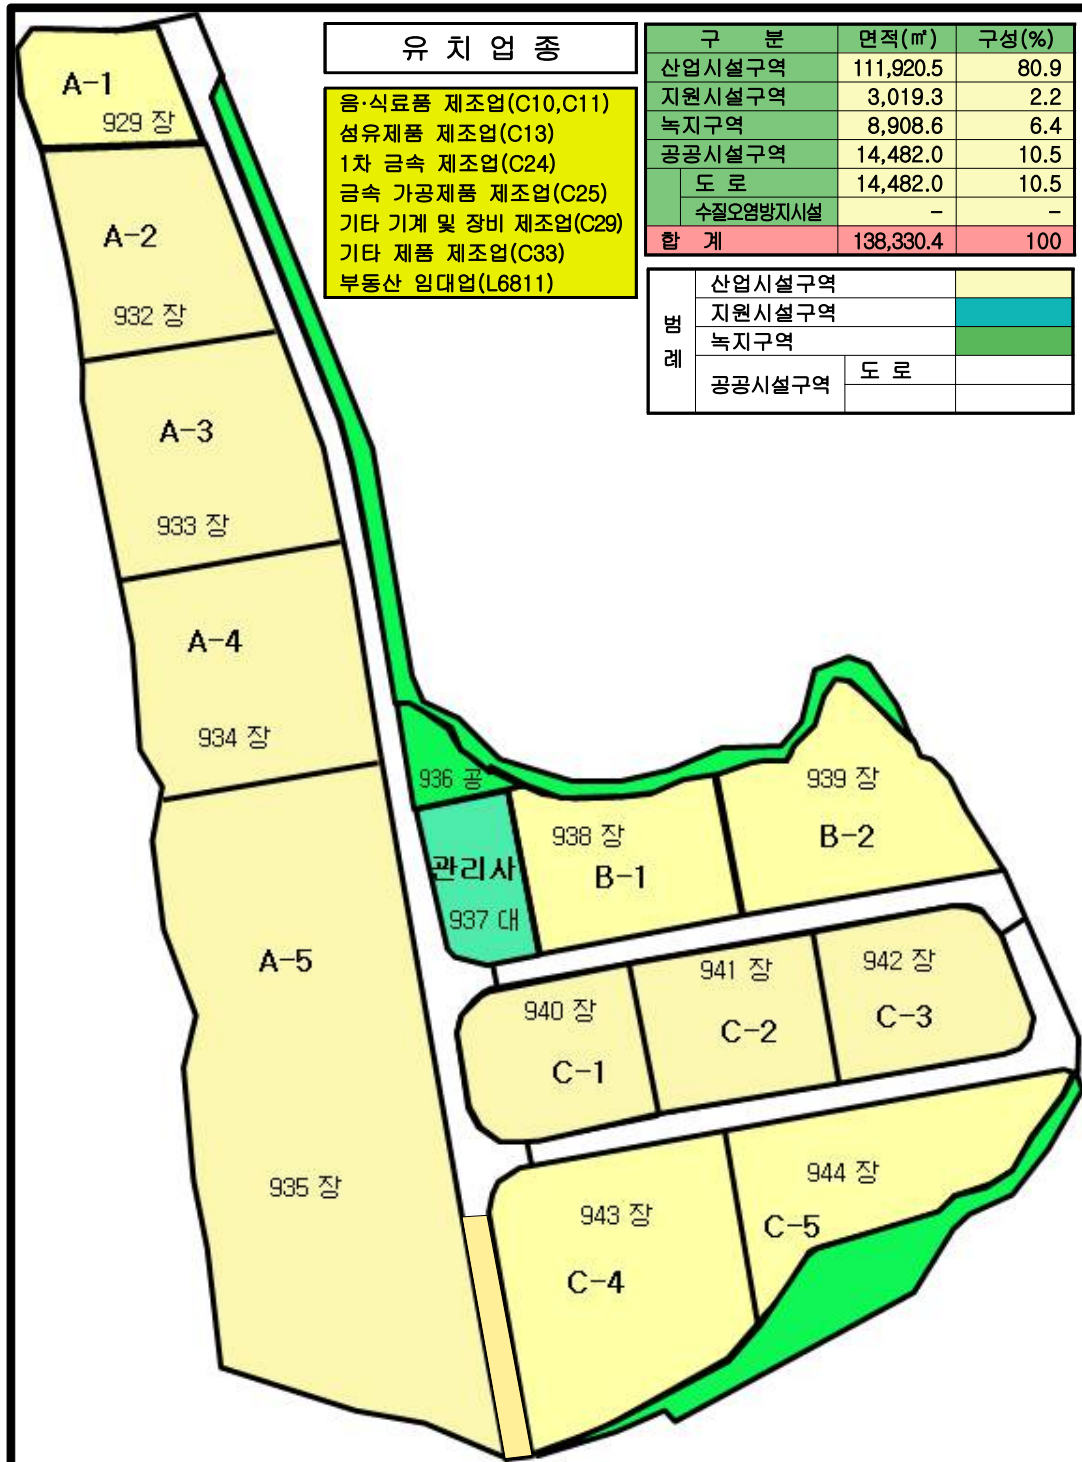 유 치 업 종
음·식료품 제조업(C10,C11)
섬유제품 제조업(C13)
1차 금속 제조업(C24)
금속 가공제품 제조업(C25)
기타 기계 및 장비 제조업(C29)
기타 제품 제조업(C33)
부동산 임대업(L6811)
구 분 면적(㎡) 구성(%)
산업시설구역 111,920.5 80.9
지원시설구역 3,019.3 2.2
녹지구역 8,908.6 6.4
공공시설구역 14,482.0 10.5
도 로 14,482.0 10.5
수질오염방지시설 - -
합 계 138,330.4 100
범례
산업시설구역
지원시설구역
녹지구역
공공시설구역 도 로
A-1
929 장
A-2
932 장
A-3
933 장
A-4
934 장
A-5
935 장
936 공
관리사
937 대
938 장
B-1
939 장
B-2
940 장
C-1
941 장
C-2
942 장
C-3
943 장
C-4
944 장
C-5